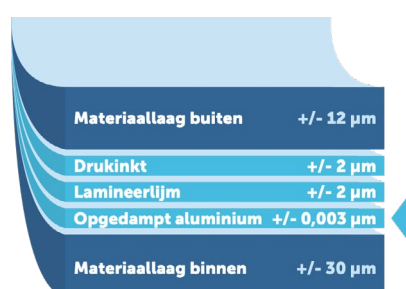 Materiaallaag buiten +/- 12 µm
Drukinkt +/- 2 µm
Lamineerlijm +/- 2 µm
Opgedampt aluminium +/- 0,003 µm
Materiaallaag binnen +/- 30 µm